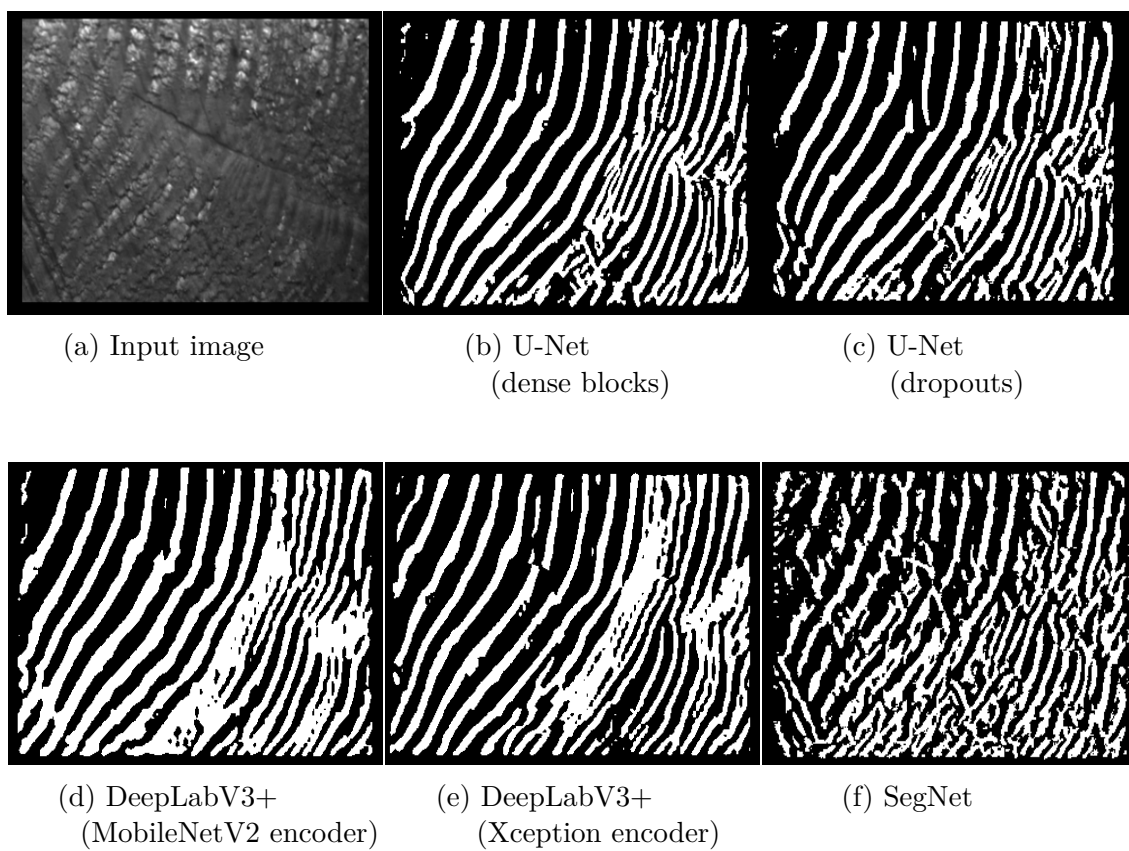 (a) Input image
(b) U-Net
(dense blocks)
(c) U-Net
(dropouts)
(d) DeepLabV3+
(MobileNetV2 encoder)
(e) DeepLabV3+
(Xception encoder)
(f) SegNet